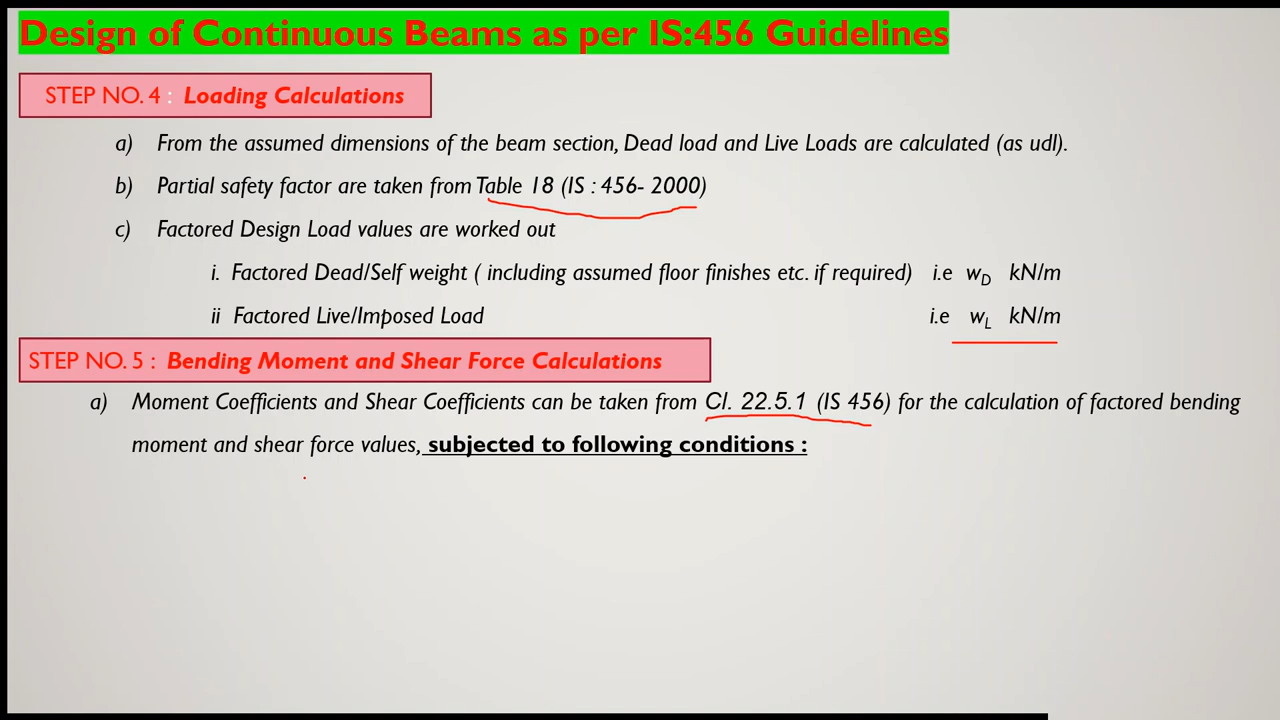 Design of Continuous Beams as per IS:456 Guidelines
STEP NO. 4 : Loading Calculations
a) From the assumed dimensions of the beam section, Dead load and Live Loads are calculated (as udl).
b) Partial safety factor are taken from Table 18 (IS : 456- 2000)
c) Factored Design Load values are worked out
i. Factored Dead/Self weight ( including assumed floor finishes etc. if required) i.e wD kN/m
ii Factored Live/Imposed Load i.e wL kN/m
STEP NO. 5 : Bending Moment and Shear Force Calculations
a) Moment Coefficients and Shear Coefficients can be taken from Cl. 22.5.1 (IS 456) for the calculation of factored bending
moment and shear force values, subjected to following conditions :